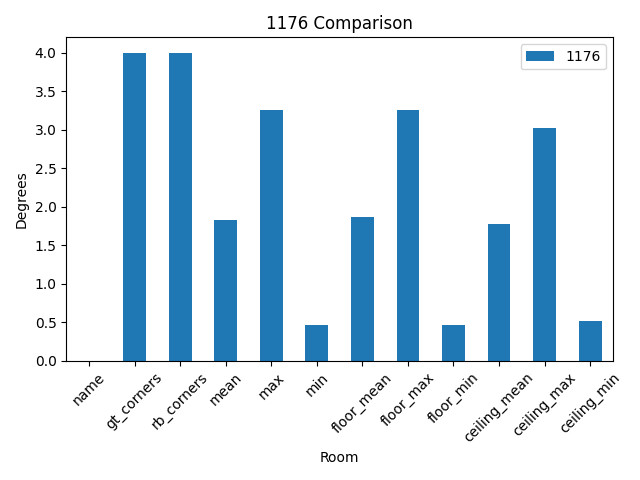 1176 Comparison
1176
4.0
3.5
3.0
2.5
2.0
1.5
1.0
0.5
0.0
Degrees
name
gt_corners
rb_corners
mean
max
min
floor_mean
floor_max
floor_min
ceiling_mean
ceiling_max
ceiling_min
Room